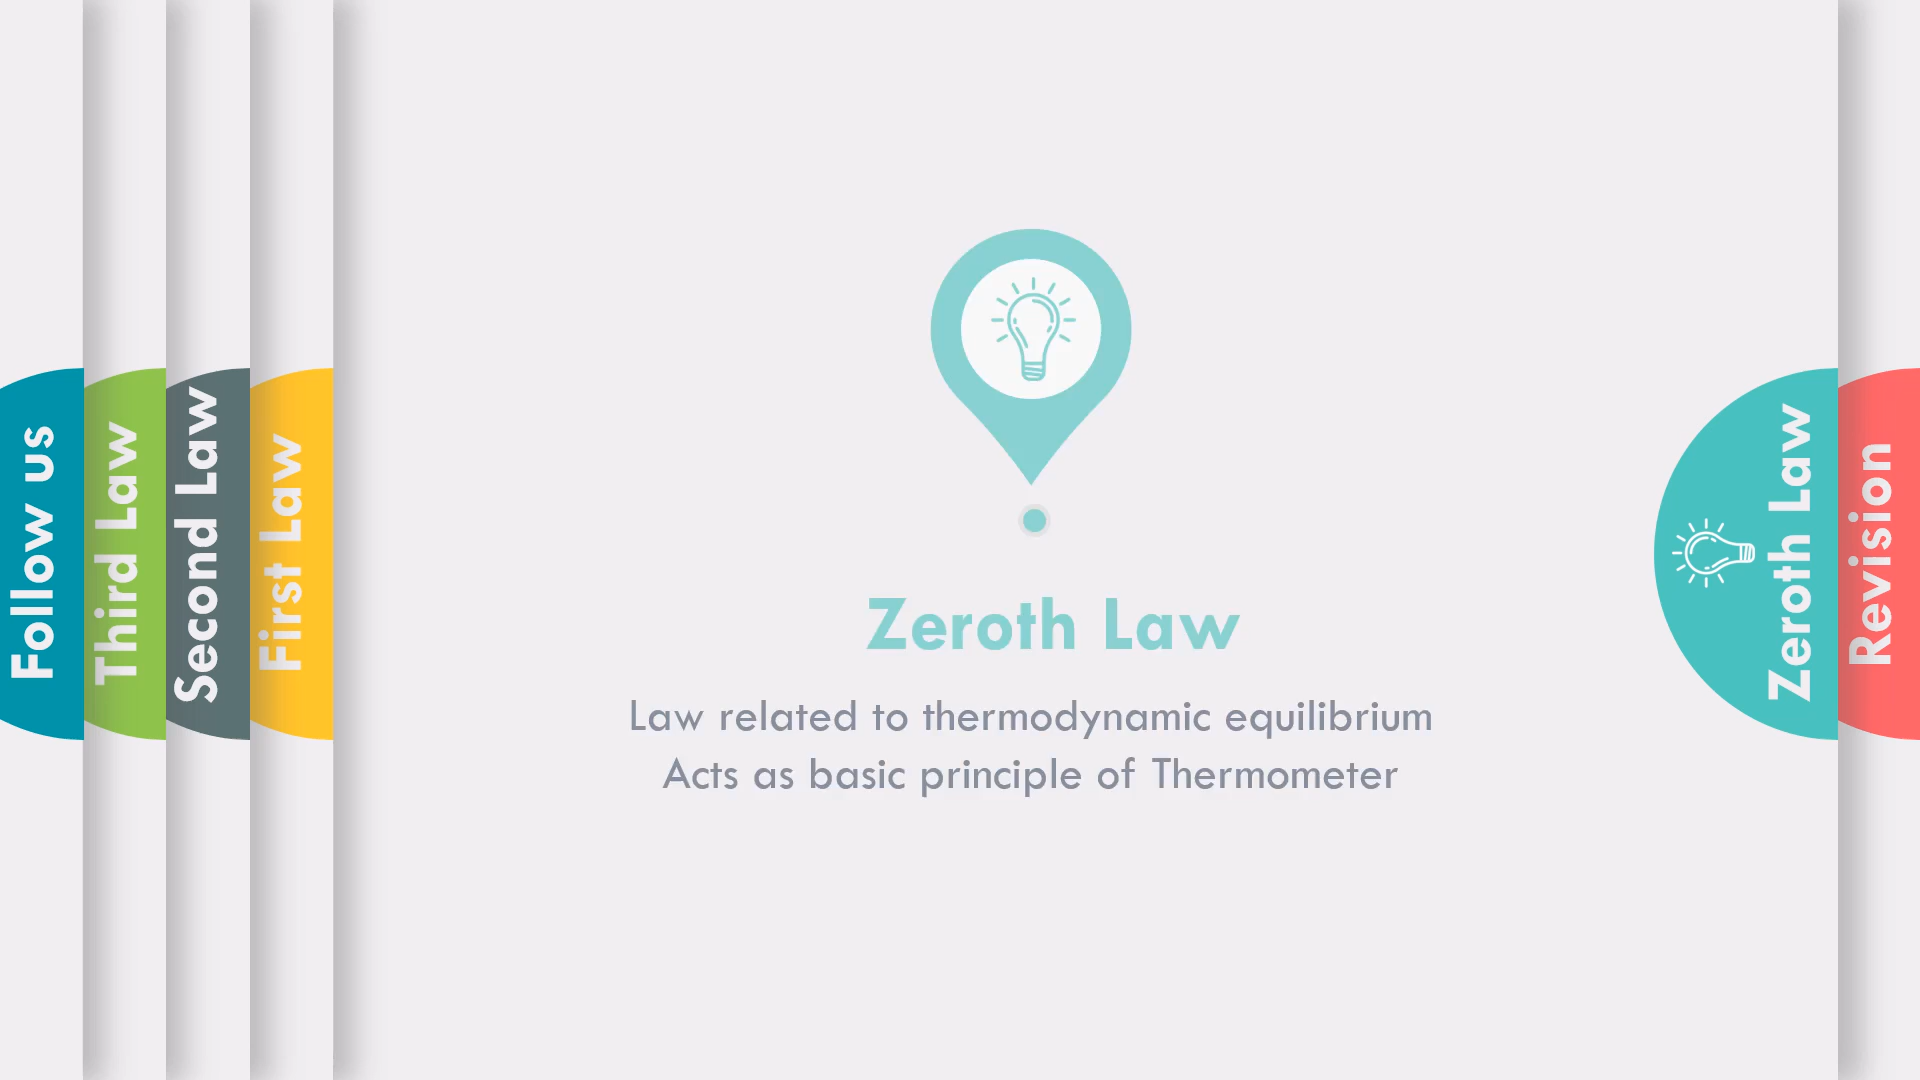 Follow us
Third Law
Second Law
First Law
Zeroth Law
Law related to thermodynamic equilibrium
Acts as basic principle of Thermometer
Zeroth Law
Revision